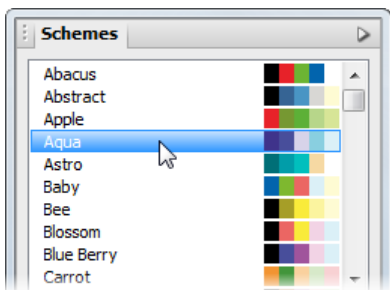 Schemes
Abacus
Abstract
Apple
Aqua
Astro
Baby
Bee
Blossom
Blue Berry
Carrot